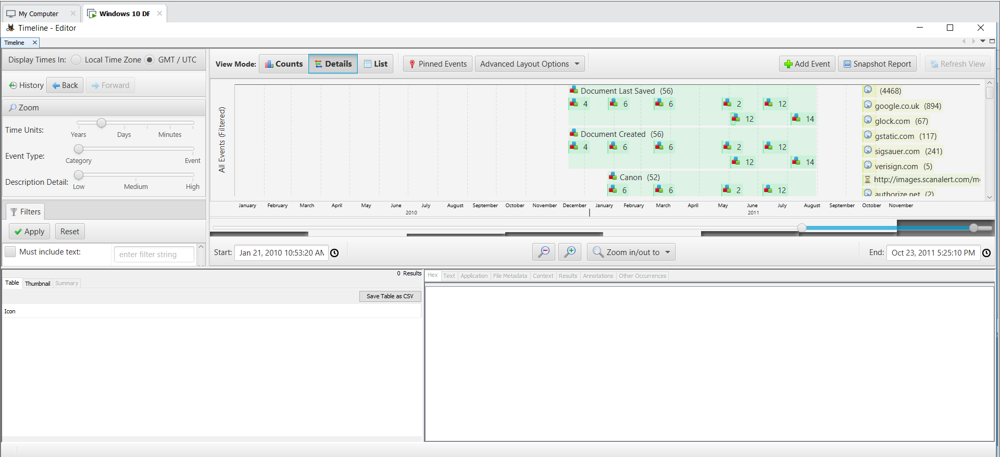 My Computer
Windows 10 DF
Timeline - Editor
Timeline
Display Times In: Local Time Zone GMT / UTC
History Back Forward
Zoom
Time Units:
Years Days Minutes
Event Type:
Category Event
Description Detail:
Low Medium High
Filters
Apply Reset
Must include text: enter filter string
View Mode: Counts Details List Pinned Events Advanced Layout Options Add Event Snapshot Report Refresh View
All Events (Filtered)
Document Last Saved (56)
4 6 6 2 12
12 14
Document Created (56)
4 6 6 2 12
12 14
Canon (52)
6 6 2 12
(4468)
google.co.uk (894)
glock.com (67)
gstatic.com (117)
sigsauer.com (241)
verisign.com (5)
http://images.scanalert.com/m
authorize.net (2)
January February March April May June July August September October November December January February March April May June July August September October November
2010 2011
Start: Jan 21, 2010 10:53:20 AM Zoom in/out to End: Oct 23, 2011 5:25:10 PM
0 Results
Table Thumbnail Summary
Save Table as CSV
Icon
Hex Text Application File Metadata Context Results Annotations Other Occurrences